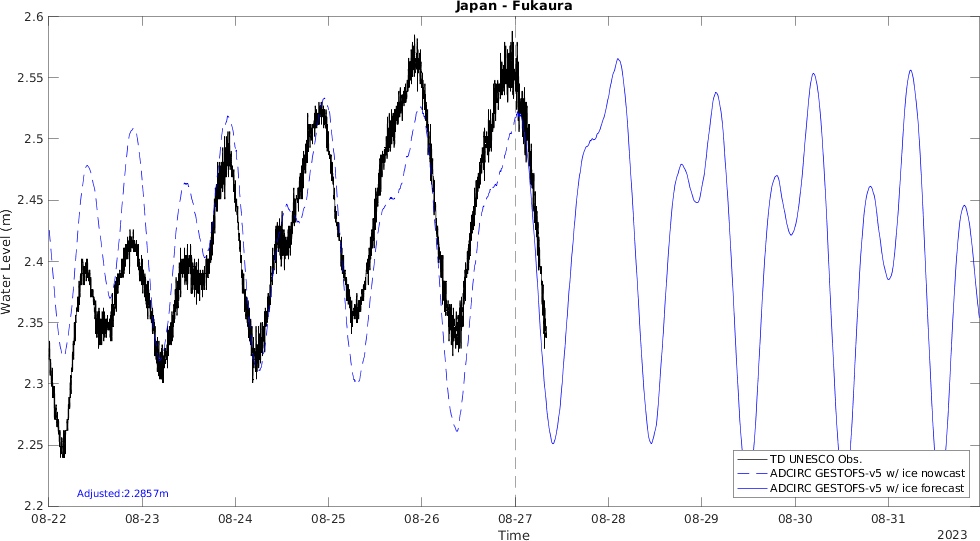 Japan - Fukaura
Water Level (m)
2.6
2.55
2.5
2.45
2.4
2.35
2.3
2.25
2.2
Adjusted:2.2857m
TD UNESCO Obs.
ADCIRC GESTOFS-v5 w/ ice nowcast
ADCIRC GESTOFS-v5 w/ ice forecast
08-22 08-23 08-24 08-25 08-26 08-27 08-28 08-29 08-30 08-31
Time
2023